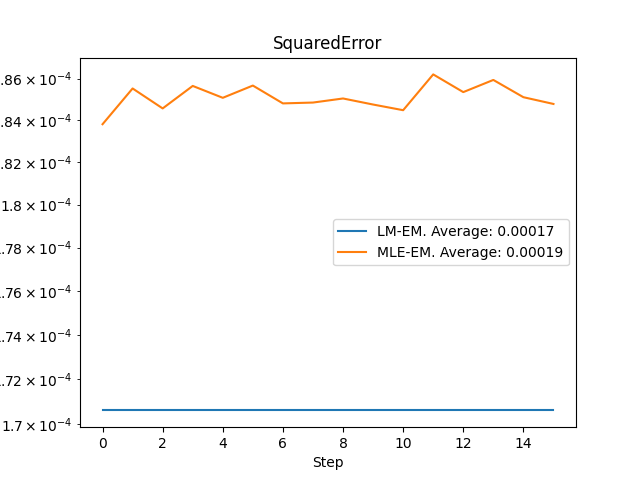 SquaredError
.86 × 10⁻⁴
.84 × 10⁻⁴
.82 × 10⁻⁴
1.8 × 10⁻⁴
.78 × 10⁻⁴
.76 × 10⁻⁴
.74 × 10⁻⁴
.72 × 10⁻⁴
1.7 × 10⁻⁴
LM-EM. Average: 0.00017
MLE-EM. Average: 0.00019
0 2 4 6 8 10 12 14
Step